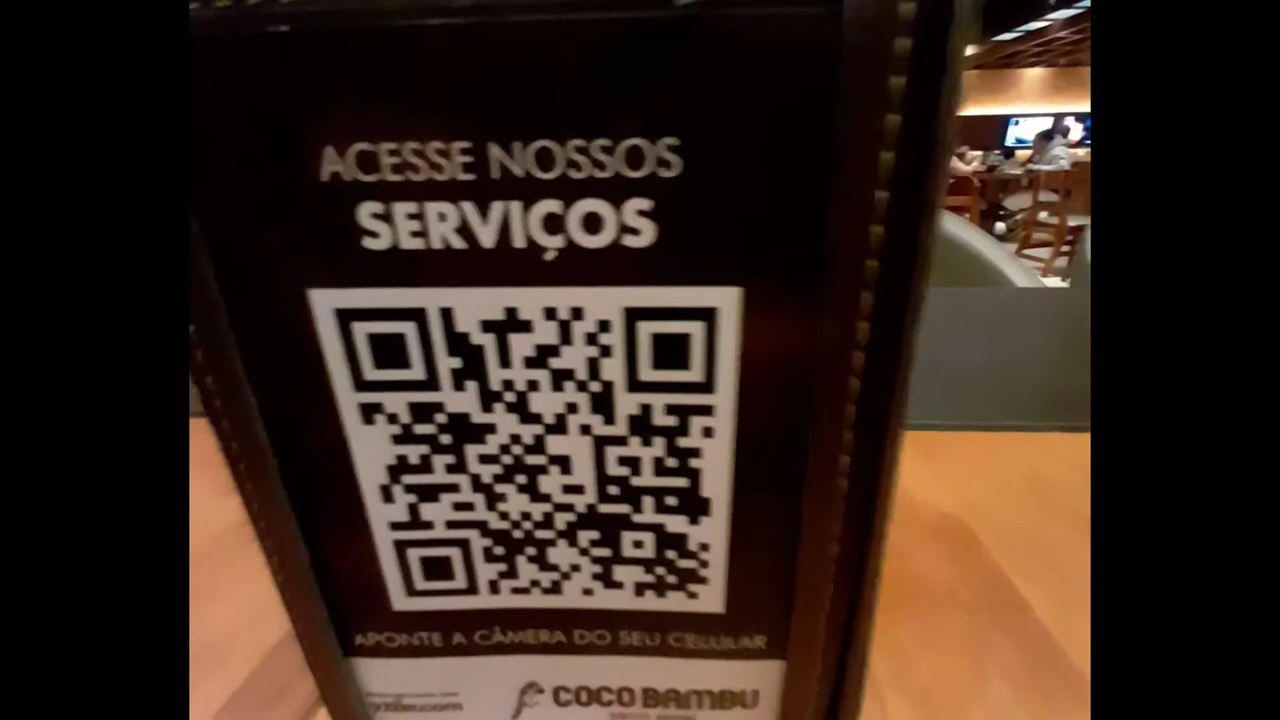 ACESSE NOSSOS
SERVIÇOS
APONTE A CÂMERA DO SEU CELULAR
COCO BAMBU